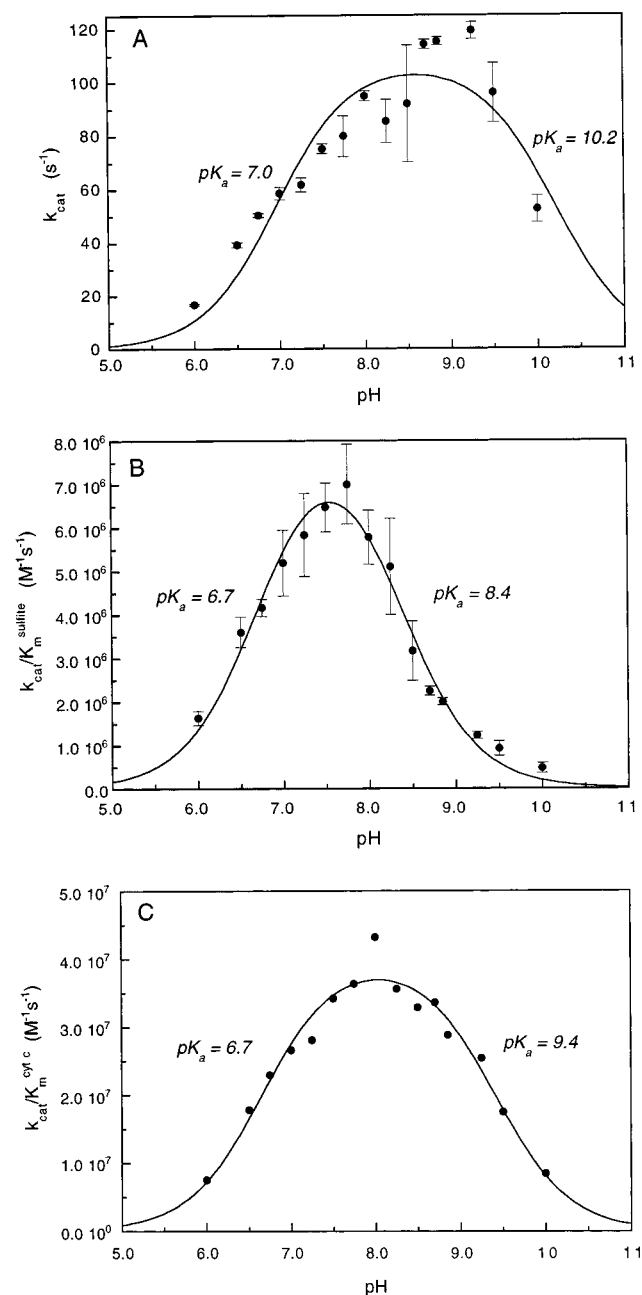 A
120
100
80
60
40
20
0
k_cat (s⁻¹)
pK_a = 7.0
pK_a = 10.2
5.0 6.0 7.0 8.0 9.0 10 11
pH
B
8.0 10⁶
7.0 10⁶
6.0 10⁶
5.0 10⁶
4.0 10⁶
3.0 10⁶
2.0 10⁶
1.0 10⁶
0.0
k_cat/K_m^sulfite (M⁻¹s⁻¹)
pK_a = 6.7
pK_a = 8.4
5.0 6.0 7.0 8.0 9.0 10 11
pH
C
5.0 10⁷
4.0 10⁷
3.0 10⁷
2.0 10⁷
1.0 10⁷
0.0 10⁰
k_cat/K_m^cyt c (M⁻¹s⁻¹)
pK_a = 6.7
pK_a = 9.4
5.0 6.0 7.0 8.0 9.0 10 11
pH